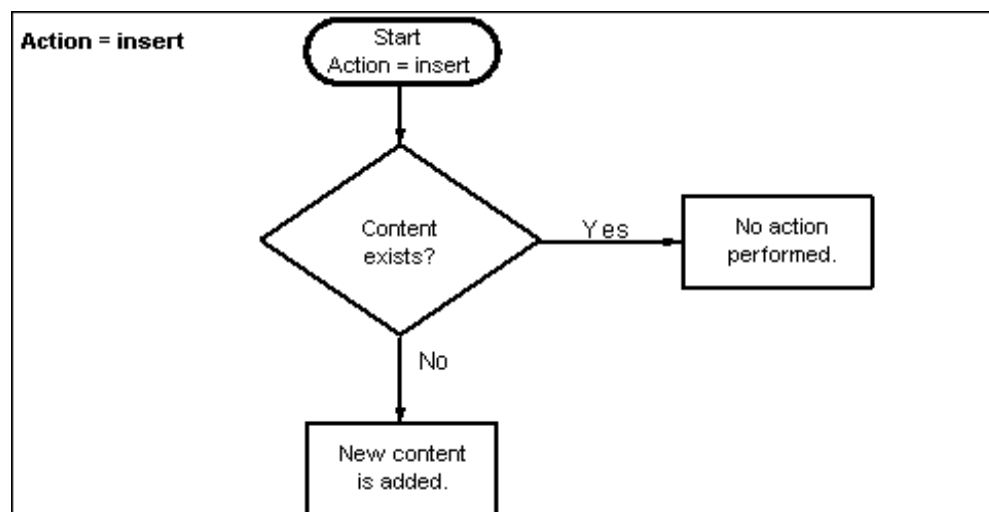 Action = insert
Start
Action = insert
Content
exists?
Yes
No action
performed.
No
New content
is added.